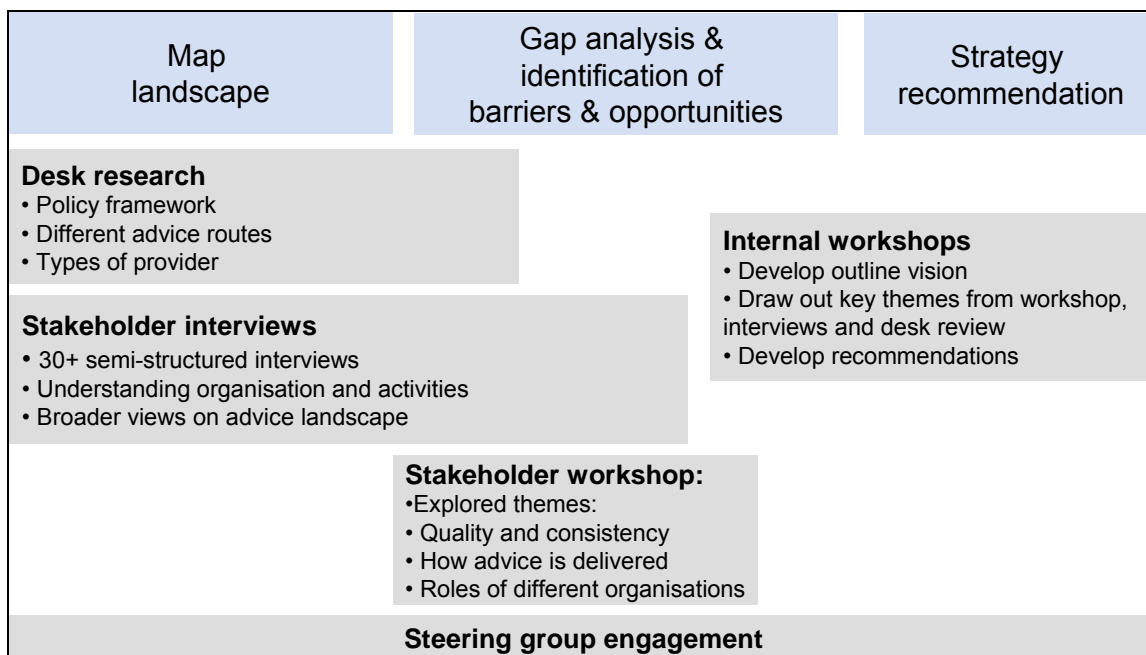 Map
landscape
Gap analysis &
identification of
barriers & opportunities
Strategy
recommendation
Desk research
• Policy framework
• Different advice routes
• Types of provider
Internal workshops
• Develop outline vision
• Draw out key themes from workshop,
interviews and desk review
• Develop recommendations
Stakeholder interviews
• 30+ semi-structured interviews
• Understanding organisation and activities
• Broader views on advice landscape
Stakeholder workshop:
•Explored themes:
• Quality and consistency
• How advice is delivered
• Roles of different organisations
Steering group engagement